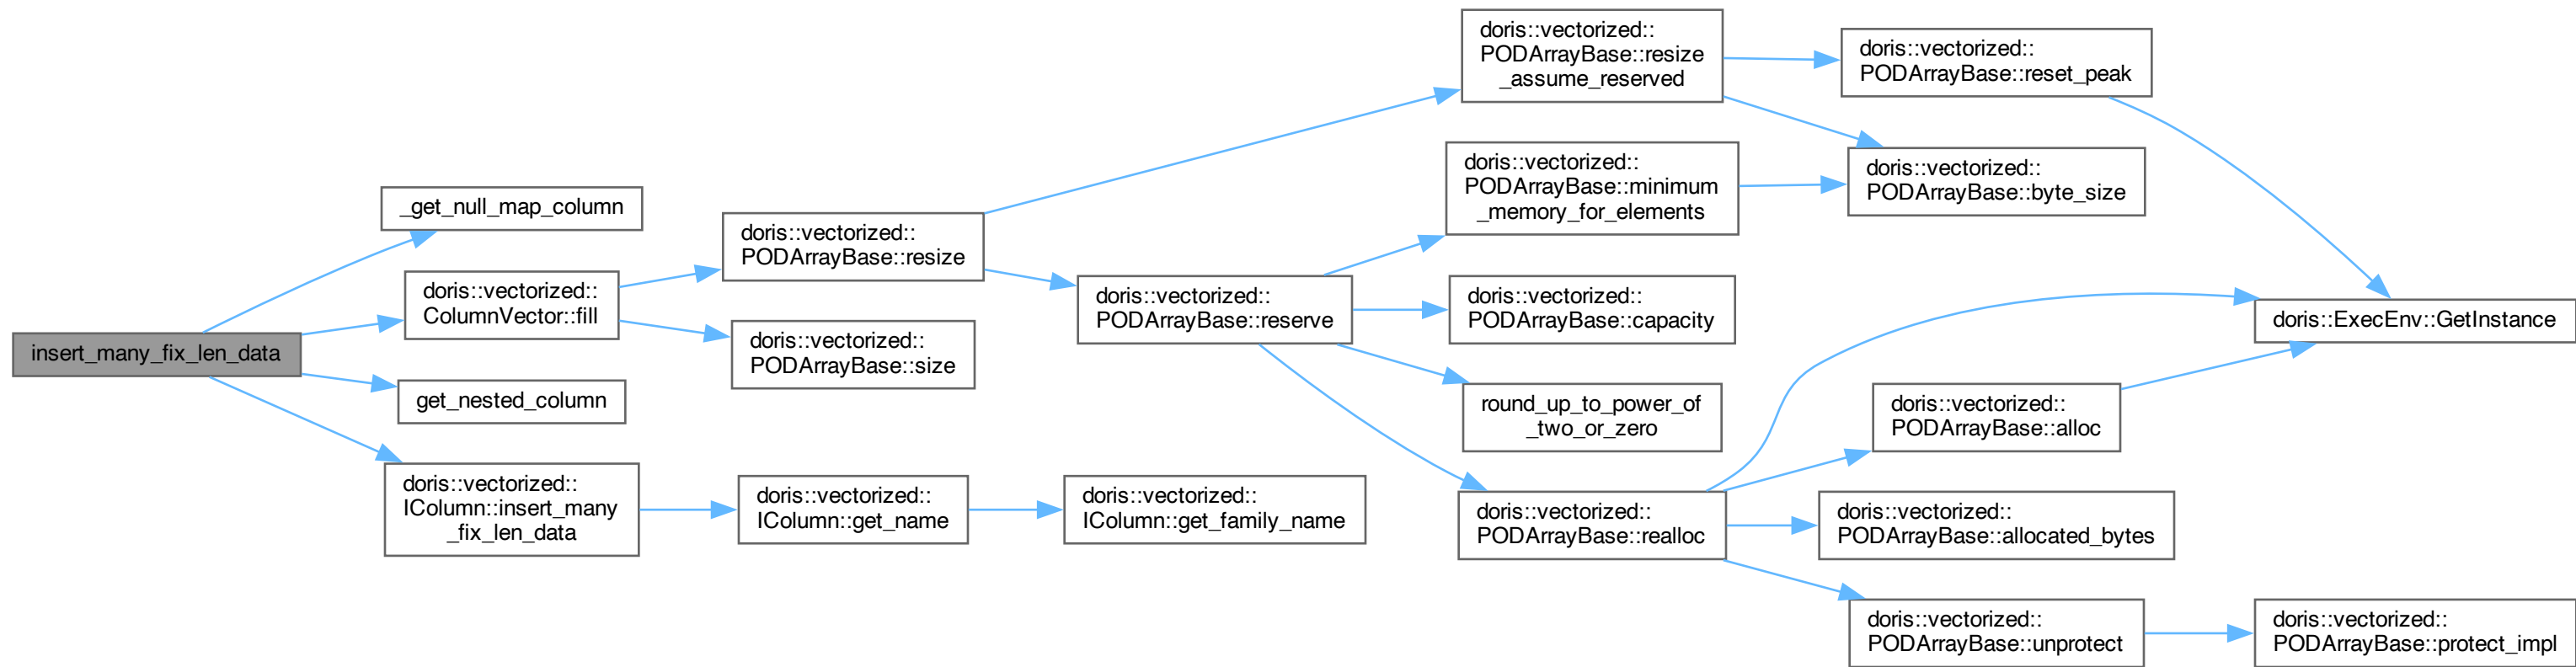 insert_many_fix_len_data
_get_null_map_column
doris::vectorized::
ColumnVector::fill
get_nested_column
doris::vectorized::
IColumn::insert_many
_fix_len_data
doris::vectorized::
PODArrayBase::resize
doris::vectorized::
PODArrayBase::size
doris::vectorized::
IColumn::get_name
doris::vectorized::
PODArrayBase::reserve
doris::vectorized::
IColumn::get_family_name
doris::vectorized::
PODArrayBase::resize
_assume_reserved
doris::vectorized::
PODArrayBase::minimum
_memory_for_elements
doris::vectorized::
PODArrayBase::capacity
round_up_to_power_of
_two_or_zero
doris::vectorized::
PODArrayBase::realloc
doris::vectorized::
PODArrayBase::reset_peak
doris::vectorized::
PODArrayBase::byte_size
doris::vectorized::
PODArrayBase::alloc
doris::vectorized::
PODArrayBase::allocated_bytes
doris::vectorized::
PODArrayBase::unprotect
doris::ExecEnv::GetInstance
doris::vectorized::
PODArrayBase::protect_impl